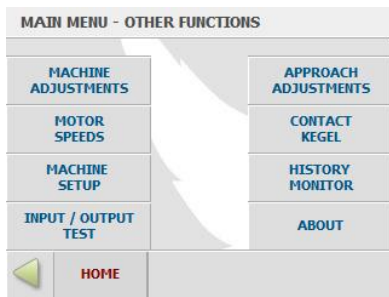 MAIN MENU - OTHER FUNCTIONS
MACHINE
ADJUSTMENTS
APPROACH
ADJUSTMENTS
MOTOR
SPEEDS
CONTACT
KEGEL
MACHINE
SETUP
HISTORY
MONITOR
INPUT / OUTPUT
TEST
ABOUT
HOME